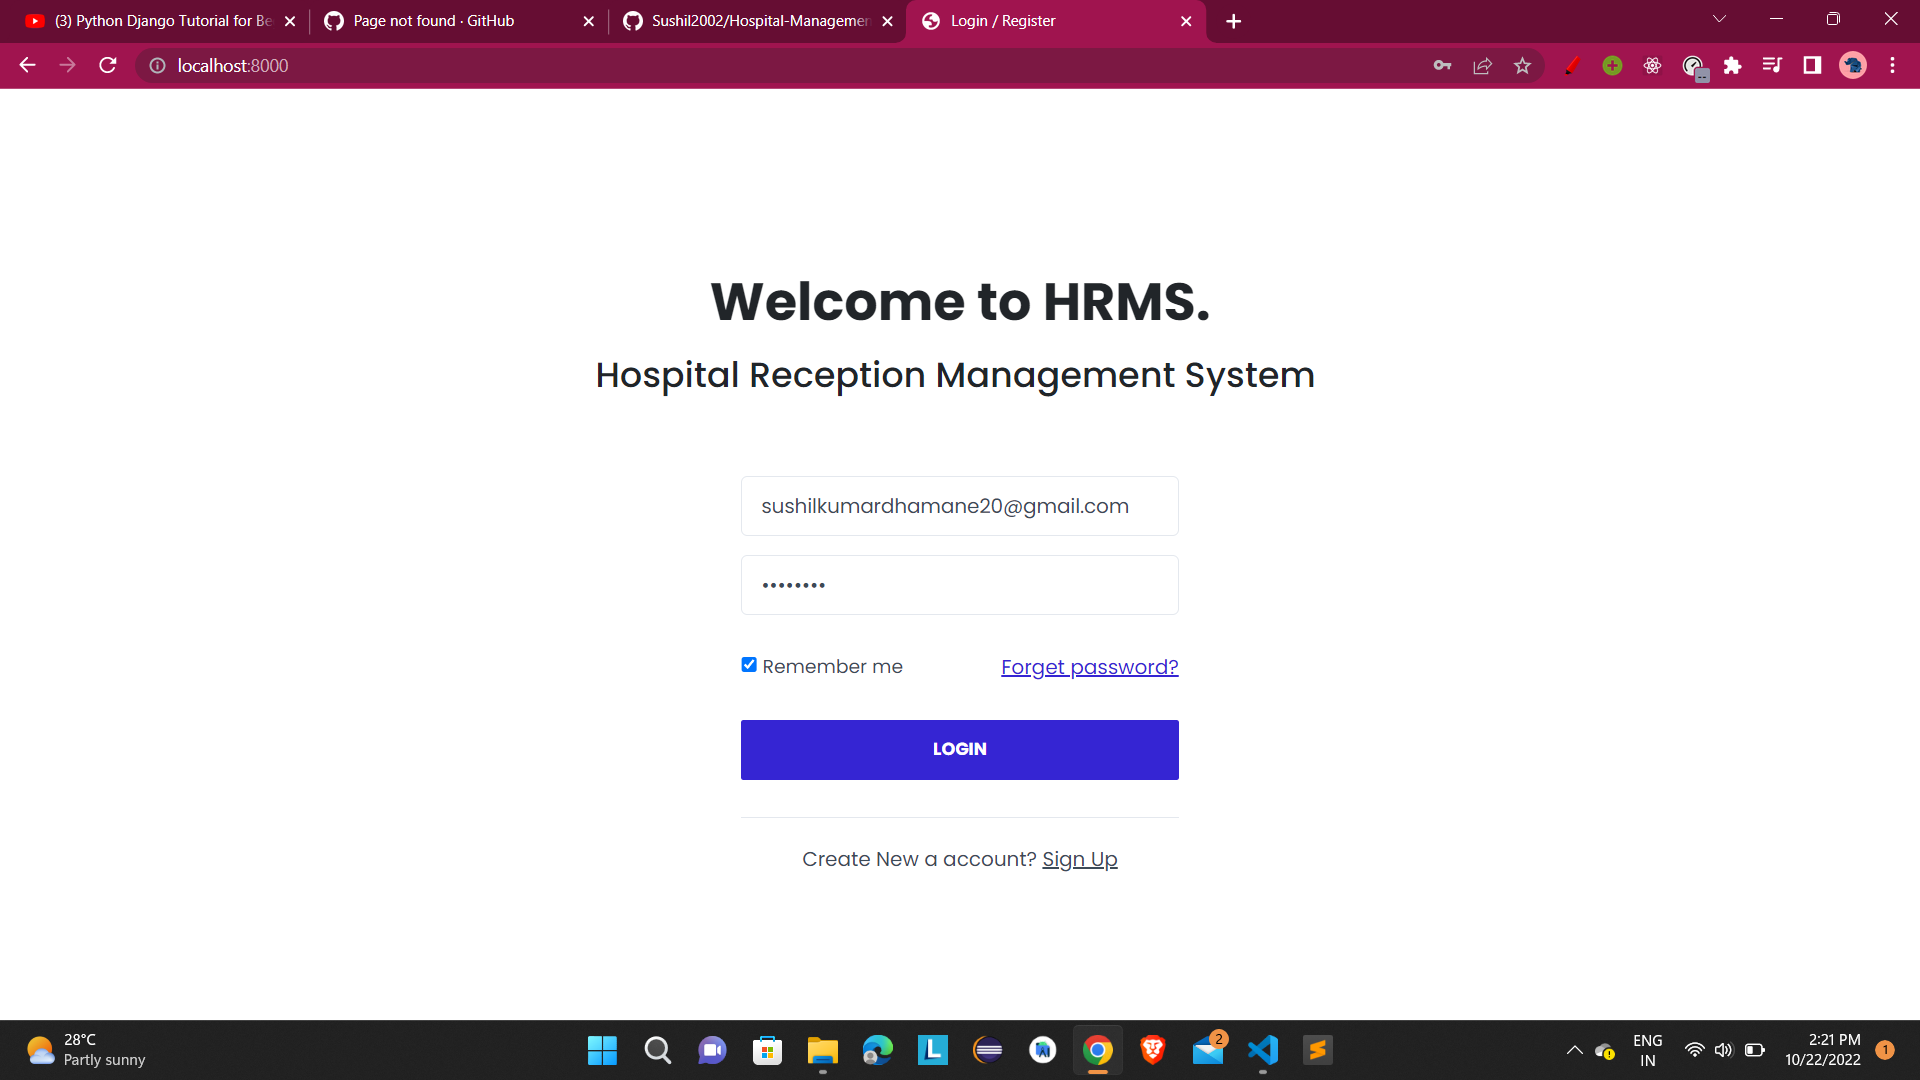 (3) Python Django Tutorial for Be
Page not found · GitHub
Sushil2002/Hospital-Managemen
Login / Register
localhost:8000
Welcome to HRMS.
Hospital Reception Management System
sushilkumardhamane20@gmail.com
••••••••
Remember me
Forget password?
LOGIN
Create New a account? Sign Up
28°C
Partly sunny
L
2
ENG
IN
2:21 PM
10/22/2022
1